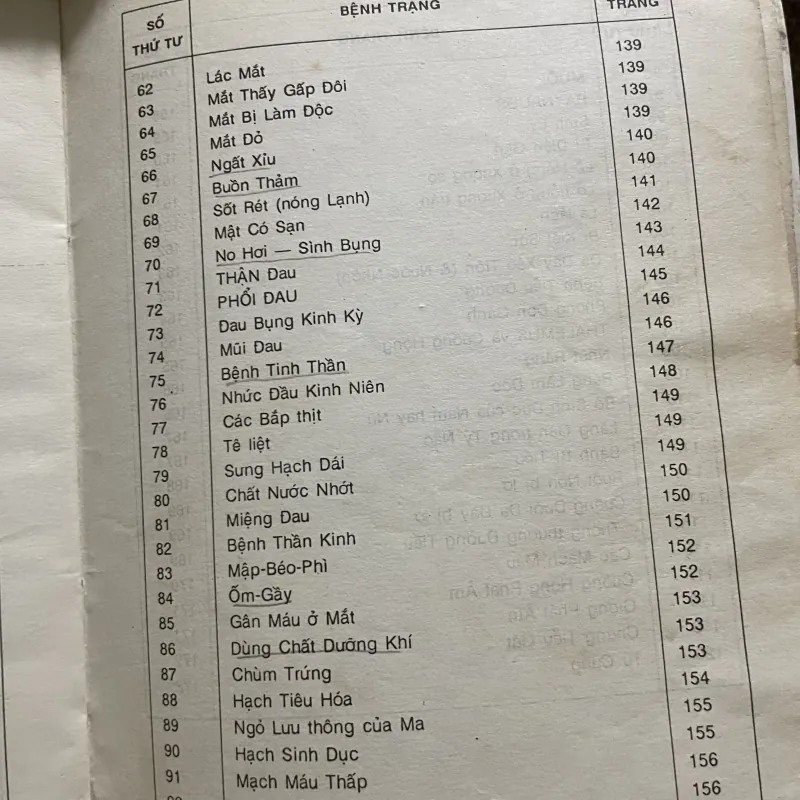 SỐ THỨ TƯ BỆNH TRẠNG TRANG
62 Lác Mắt 139
63 Mắt Thấy Gấp Đôi 139
64 Mắt Bị Làm Độc 139
65 Mắt Đỏ 139
66 Ngất Xỉu 140
67 Buồn Thảm 140
68 Sốt Rét (nóng Lạnh) 141
69 Mật Có Sạn 142
70 No Hơi — Sình Bụng 143
71 THẬN Đau 144
72 PHỔI ĐAU 145
73 Đau Bụng Kinh Kỳ 146
74 Mũi Đau 146
75 Bệnh Tinh Thần 147
76 Nhức Đầu Kinh Niên 148
77 Các Bắp thịt 149
78 Tê liệt 149
79 Sưng Hạch Dái 149
80 Chất Nước Nhớt 150
81 Miệng Đau 150
82 Bệnh Thần Kinh 151
83 Mập-Béo-Phì 152
84 Ốm-Gầy 152
85 Gân Máu ở Mắt 153
86 Dùng Chất Dưỡng Khí 153
87 Chùm Trứng 153
88 Hạch Tiêu Hóa 154
89 Ngỏ Lưu thông của Ma 155
90 Hạch Sinh Dục 155
91 Mạch Máu Thấp 156
156